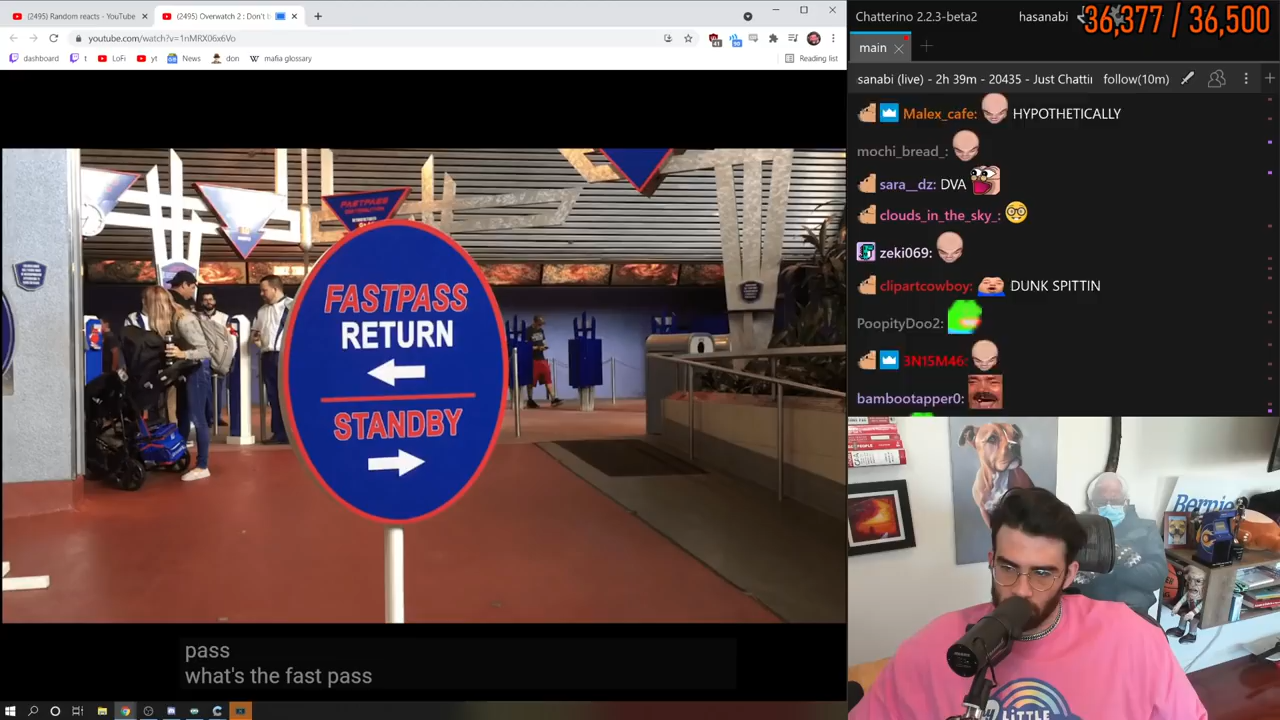 (2495) Random reacts - YouTube
(2495) Overwatch 2 : Don't
youtube.com/watch?v=1nMRX06x6Vo
dashboard
t
LoFi
yt
News
don
mafia glossary
Reading list
FASTPASS
FASTPASS
RETURN
STANDBY
pass
what's the fast pass
Chatterino 2.2.3-beta2
hasanabi
36,377 / 36,500
main
sanabi (live) - 2h 39m - 20435 - Just Chatti
follow(10m)
Malex_cafe: HYPOTHETICALLY
mochi_bread_:
sara__dz: DVA
clouds_in_the_sky_:
zeki069:
clipartcowboy: DUNK SPITTIN
PoopityDoo2:
3N15M46:
bambootapper0:
Bernie
LiTTLE